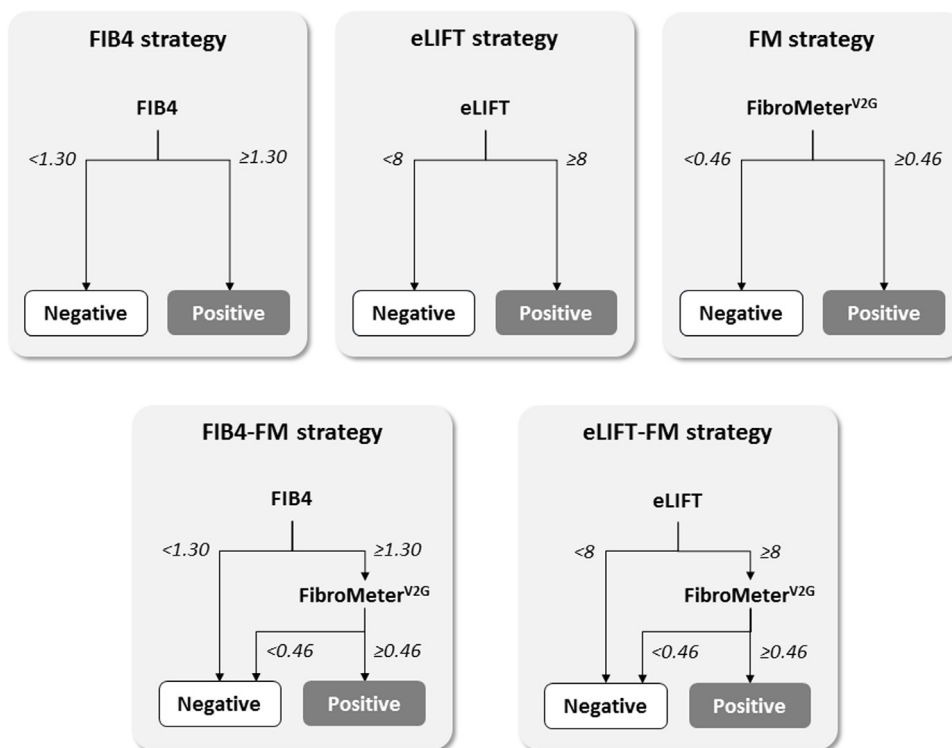 FIB4 strategy
FIB4
<1.30
≥1.30
Negative
Positive
eLIFT strategy
eLIFT
<8
≥8
Negative
Positive
FM strategy
FibroMeterV2G
<0.46
≥0.46
Negative
Positive
FIB4-FM strategy
FIB4
<1.30
≥1.30
FibroMeterV2G
<0.46
≥0.46
Negative
Positive
eLIFT-FM strategy
eLIFT
<8
≥8
FibroMeterV2G
<0.46
≥0.46
Negative
Positive